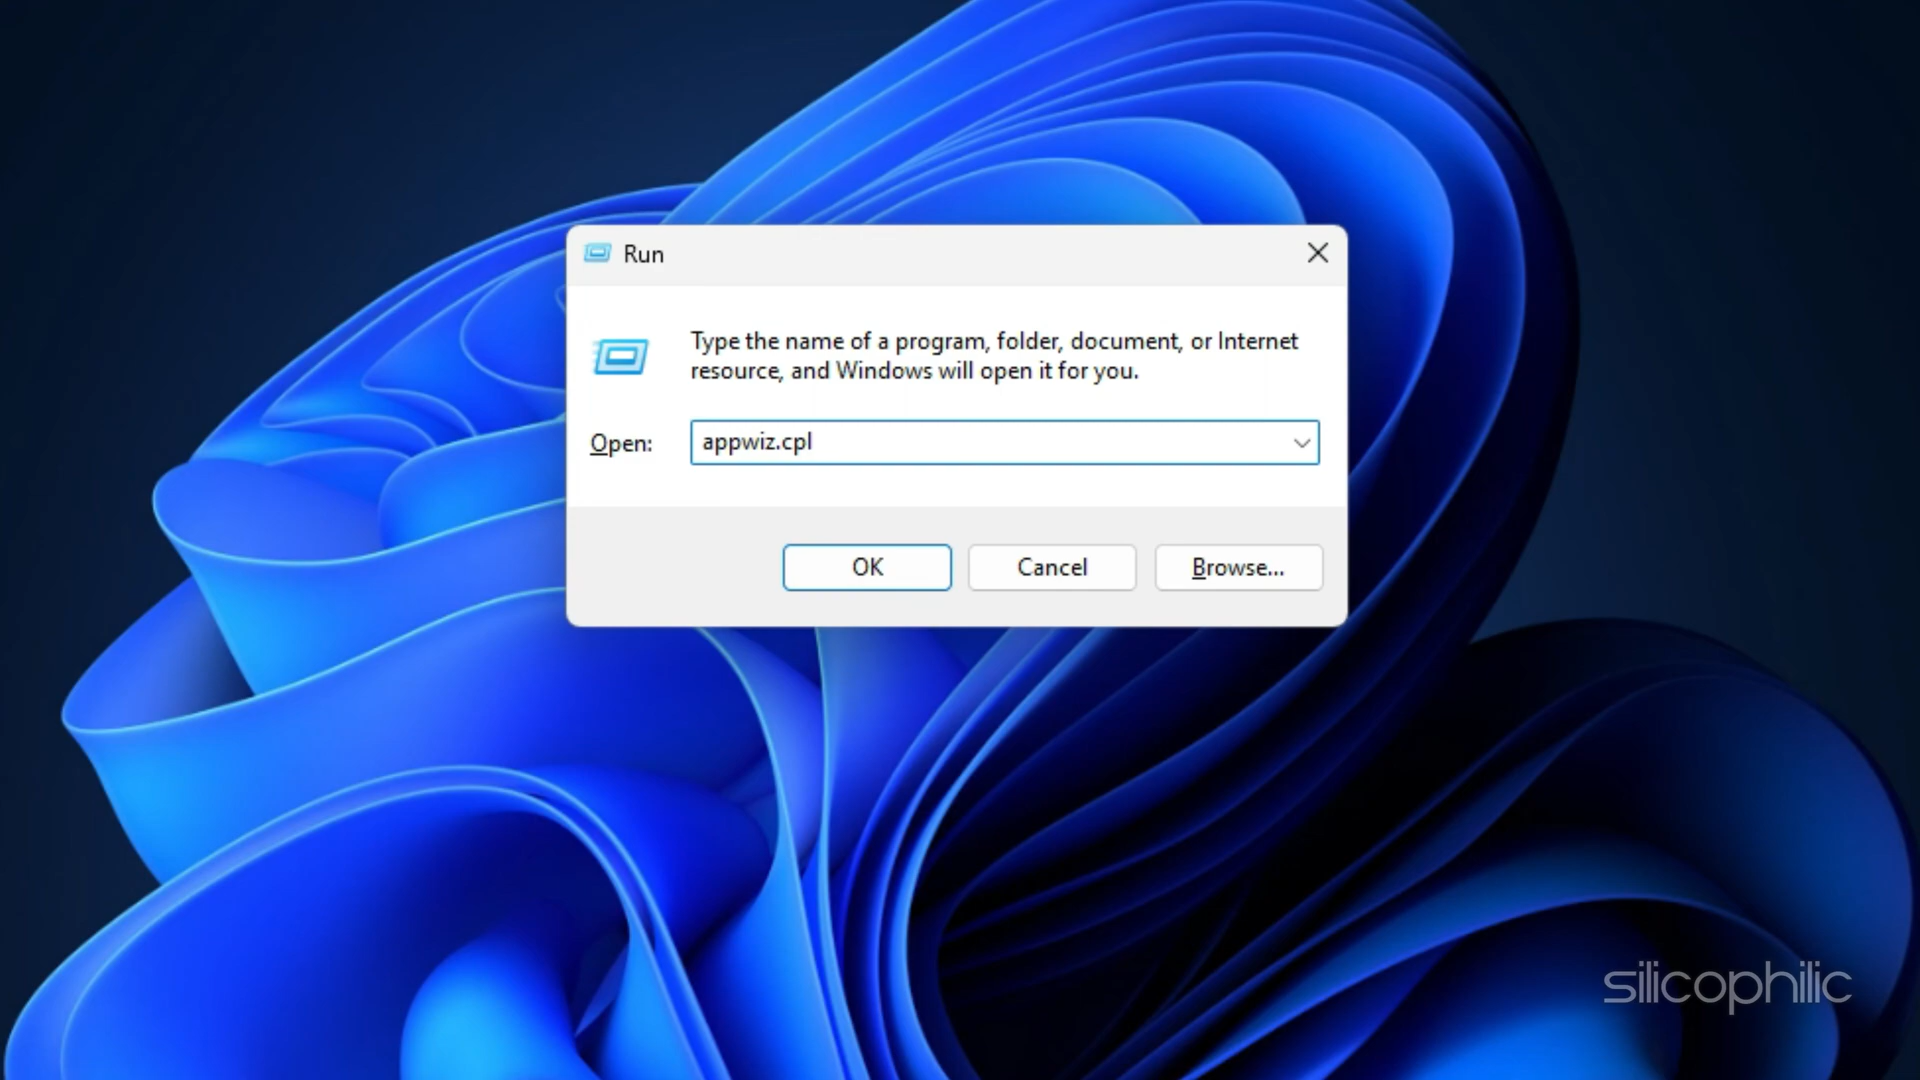 Run
Type the name of a program, folder, document, or Internet
resource, and Windows will open it for you.
Open:
appwiz.cpl
OK
Cancel
Browse...
silicophilic